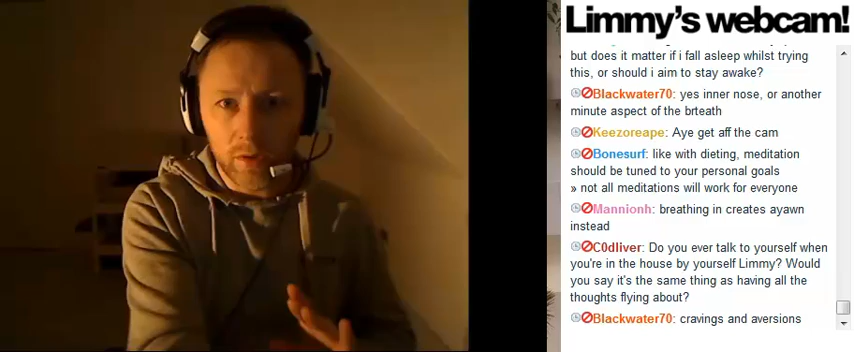 Limmy's webcam!
but does it matter if i fall asleep whilst trying
this, or should i aim to stay awake?
Blackwater70: yes inner nose, or another
minute aspect of the brteath
Keezoreape: Aye get aff the cam
Bonesurf: like with dieting, meditation
should be tuned to your personal goals
» not all meditations will work for everyone
Mannionh: breathing in creates ayawn
instead
C0dliver: Do you ever talk to yourself when
you're in the house by yourself Limmy? Would
you say it's the same thing as having all the
thoughts flying about?
Blackwater70: cravings and aversions